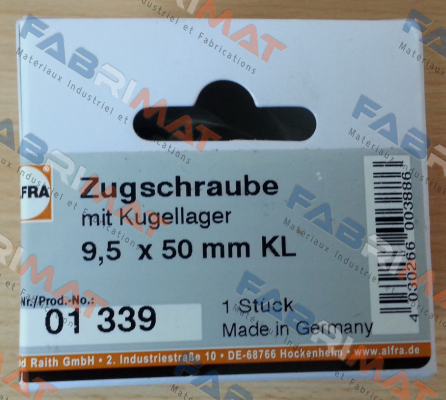 FRA
Zugschraube
mit Kugellager
9,5 x 50 mm KL
Nr./Prod.-No.:
01 339
1 Stück
Made in Germany
4 030266 003886
d Raith GmbH • 2. Industriestraße 10 • DE-68766 Hockenheim • www.alfra.de
FABRIMAT
Materiaux Industriel et Fabrications